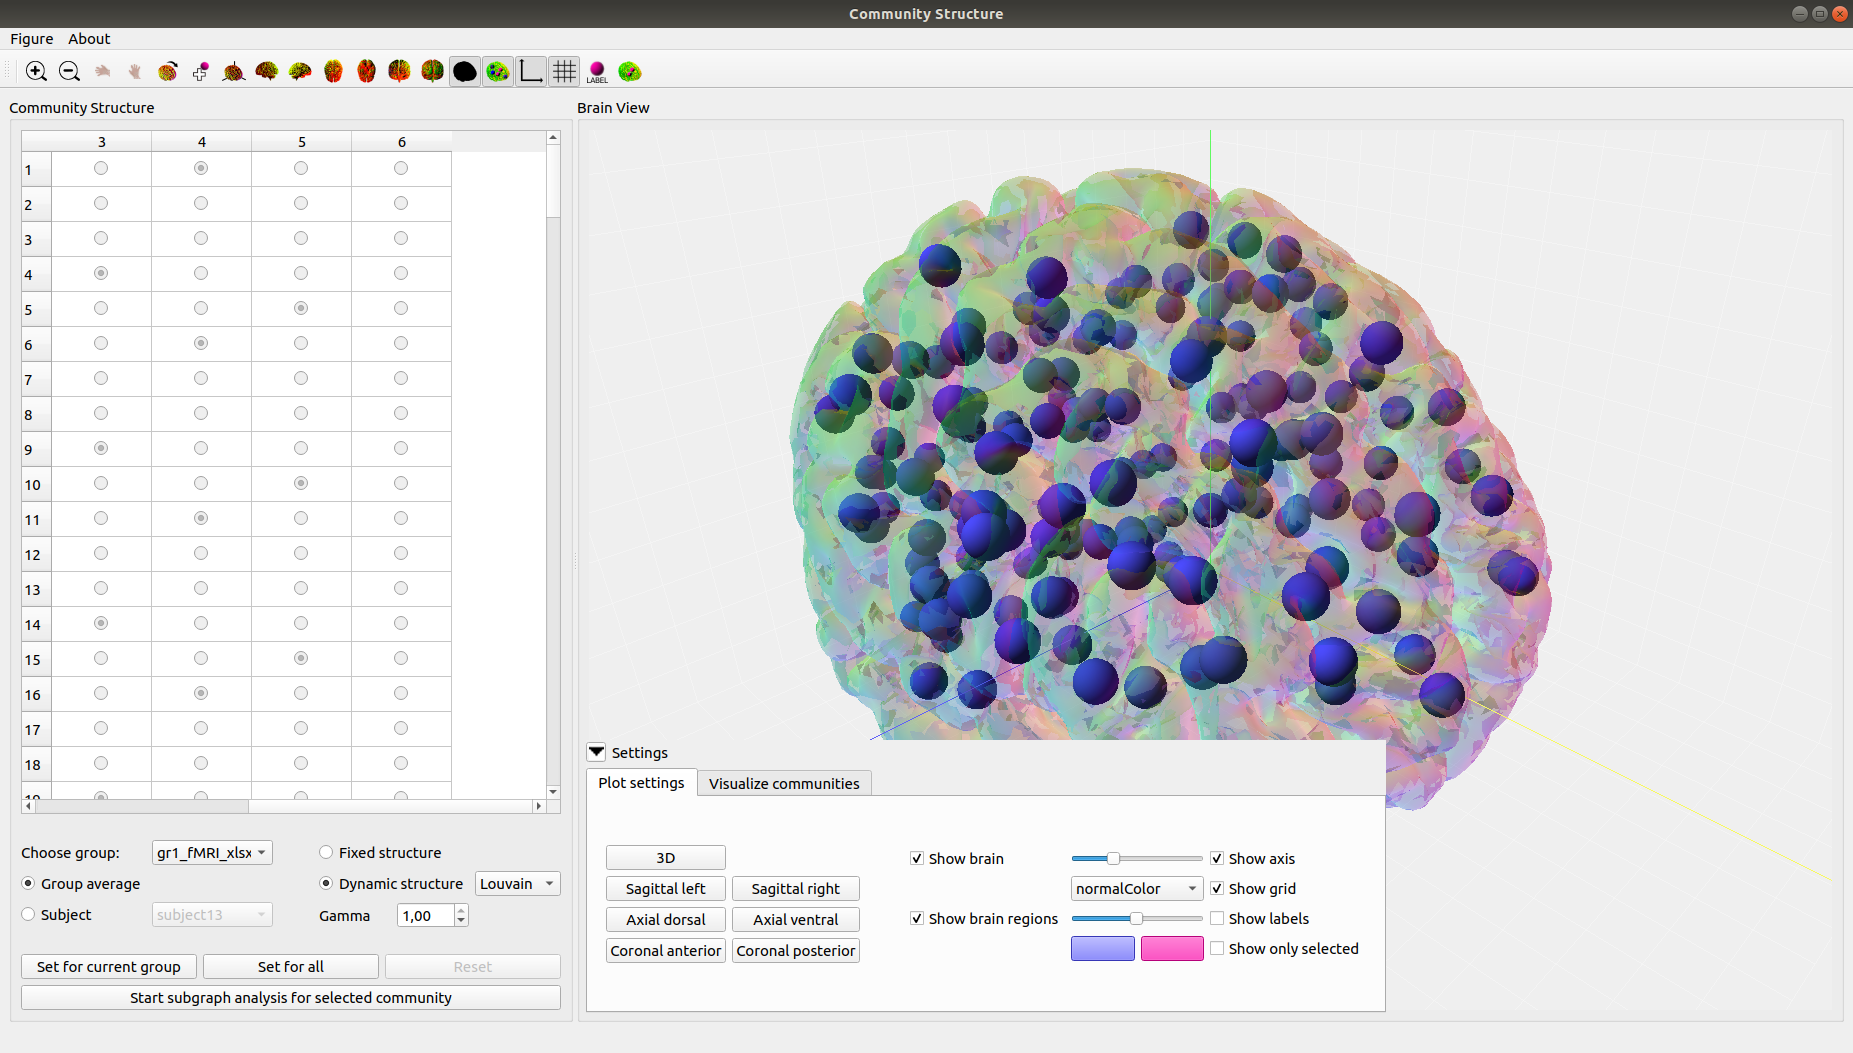 Community Structure
Figure About
LABEL
Community Structure
Brain View
3 4 5 6
1
2
3
4
5
6
7
8
9
10
11
12
13
14
15
16
17
18
19
Settings
Plot settings Visualize communities
Choose group: gr1_fMRI_xlsx Fixed structure
Group average Dynamic structure Louvain
Subject subject13 Gamma 1,00
Set for current group Set for all Reset
Start subgraph analysis for selected community
3D Show brain Show axis
Sagittal left Sagittal right normalColor Show grid
Axial dorsal Axial ventral Show brain regions Show labels
Coronal anterior Coronal posterior Show only selected